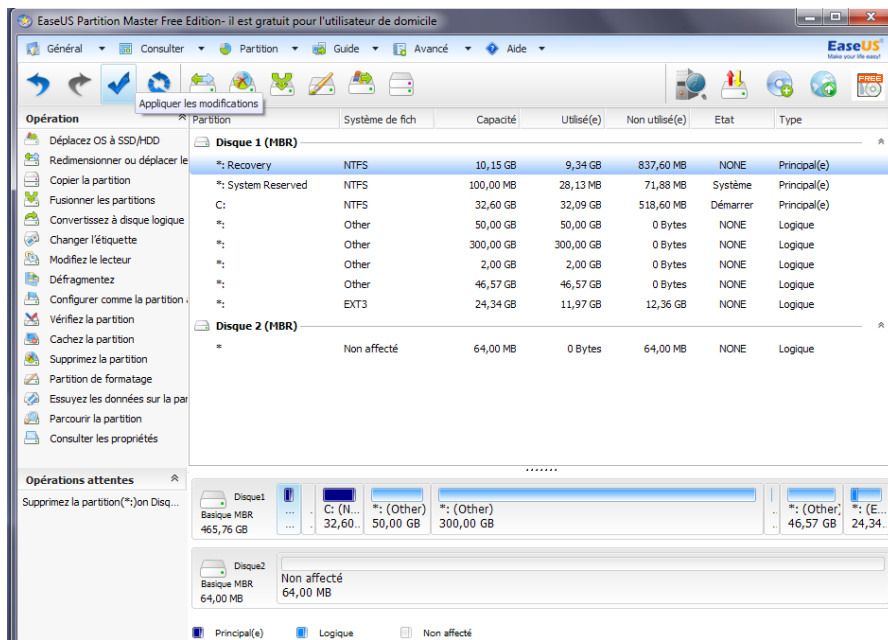 EaseUS Partition Master Free Edition- il est gratuit pour l'utilisateur de domicile
Général Consulter Partition Guide Avancé Aide EaseUS
Make your life easy!
FREE
Appliquer les modifications
Opération
Déplacez OS à SSD/HDD
Redimensionner ou déplacer le
Copier la partition
Fusionner les partitions
Convertissez à disque logique
Changer l'étiquette
Modifiez le lecteur
Défragmentez
Configurer comme la partition
Vérifiez la partition
Cachez la partition
Supprimez la partition
Partition de formatage
Essuyez les données sur la par
Parcourir la partition
Consulter les propriétés
Opérations attentes
Supprimez la partition(*:)on Disq...
Partition Système de fich Capacité Utilisé(e) Non utilisé(e) Etat Type
Disque 1 (MBR)
*: Recovery NTFS 10,15 GB 9,34 GB 837,60 MB NONE Principal(e)
*: System Reserved NTFS 100,00 MB 28,13 MB 71,88 MB Système Principal(e)
C: NTFS 32,60 GB 32,09 GB 518,60 MB Démarrer Principal(e)
*: Other 50,00 GB 50,00 GB 0 Bytes NONE Logique
*: Other 300,00 GB 300,00 GB 0 Bytes NONE Logique
*: Other 2,00 GB 2,00 GB 0 Bytes NONE Logique
*: Other 46,57 GB 46,57 GB 0 Bytes NONE Logique
*: EXT3 24,34 GB 11,97 GB 12,36 GB NONE Logique
Disque 2 (MBR)
* Non affecté 64,00 MB 0 Bytes 64,00 MB NONE Logique
Disque1
Basique MBR
465,76 GB
... . C: (N... *: (Other) *: (Other) .. *: (Other) *: (E...
... . 32,60.. 50,00 GB 300,00 GB .. 46,57 GB 24,34..
Disque2
Basique MBR
64,00 MB
Non affecté
64,00 MB
Principal(e) Logique Non affecté